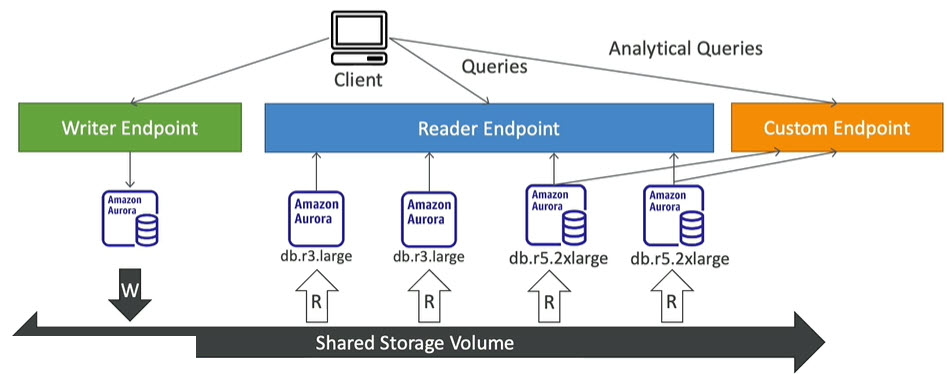 Client
Queries
Analytical Queries
Writer Endpoint
Reader Endpoint
Custom Endpoint
Amazon
Aurora
Amazon
Aurora
db.r3.large
Amazon
Aurora
db.r3.large
Amazon
Aurora
db.r5.2xlarge
Amazon
Aurora
db.r5.2xlarge
W
R
R
R
R
Shared Storage Volume